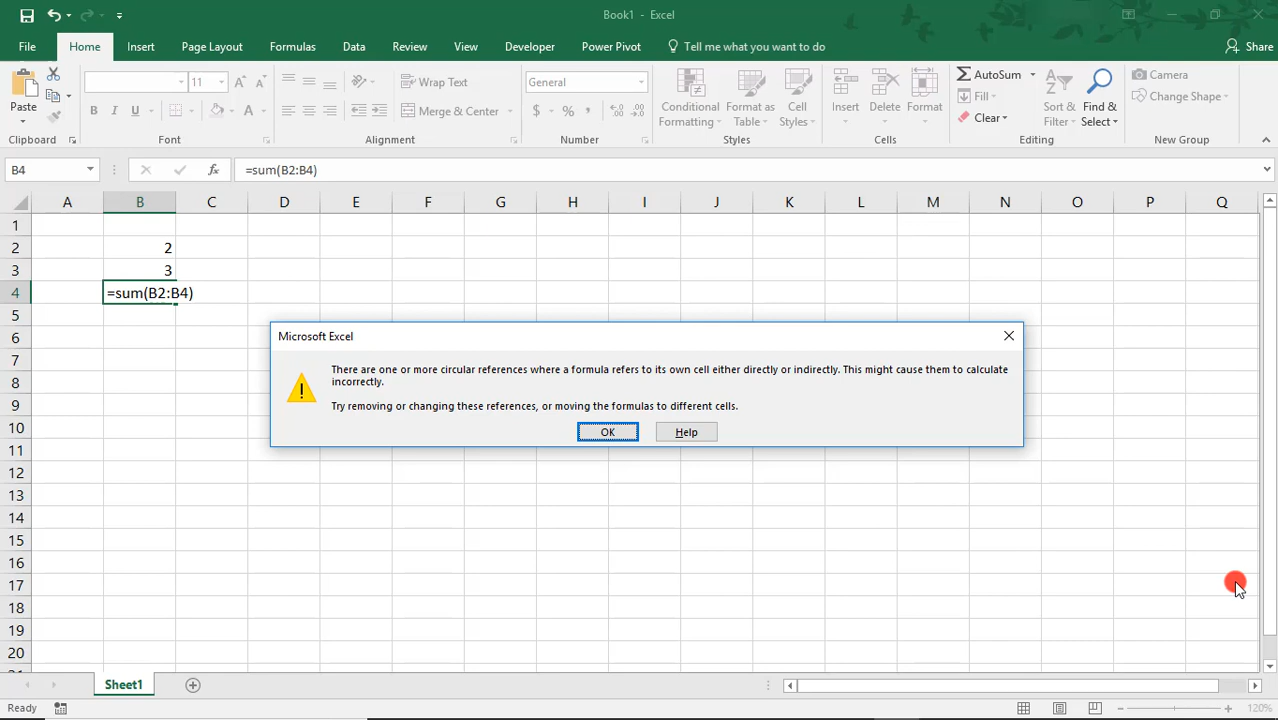 Book1 - Excel
File Home Insert Page Layout Formulas Data Review View Developer Power Pivot Tell me what you want to do Share
Paste
Clipboard
11
B I U
A
Font
Wrap Text
Merge & Center
Alignment
General
$ % ,
Number
Conditional Formatting
Format as Table
Cell Styles
Styles
Insert
Delete
Format
Cells
AutoSum
Fill
Clear
Sort & Filter
Find & Select
Editing
Camera
Change Shape
New Group
B4 fx =sum(B2:B4)
A B C D E F G H I J K L M N O P Q
1
2 2
3 3
4 =sum(B2:B4)
5
6
7
8
9
10
11
12
13
14
15
16
17
18
19
20
21
Microsoft Excel
There are one or more circular references where a formula refers to its own cell either directly or indirectly. This might cause them to calculate
incorrectly.
Try removing or changing these references, or moving the formulas to different cells.
OK Help
Sheet1
Ready 120%